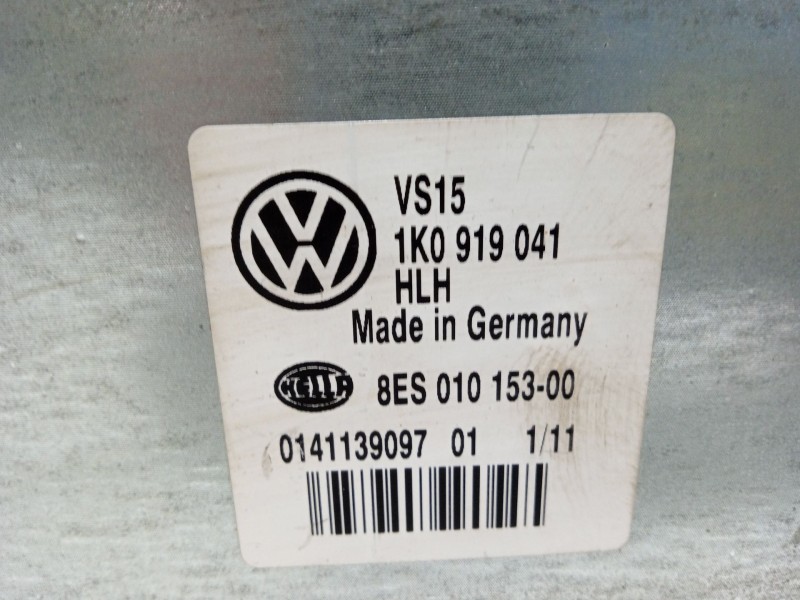 VS15
1K0 919 041
HLH
Made in Germany
HELLA 8ES 010 153-00
0141139097 01 1/11